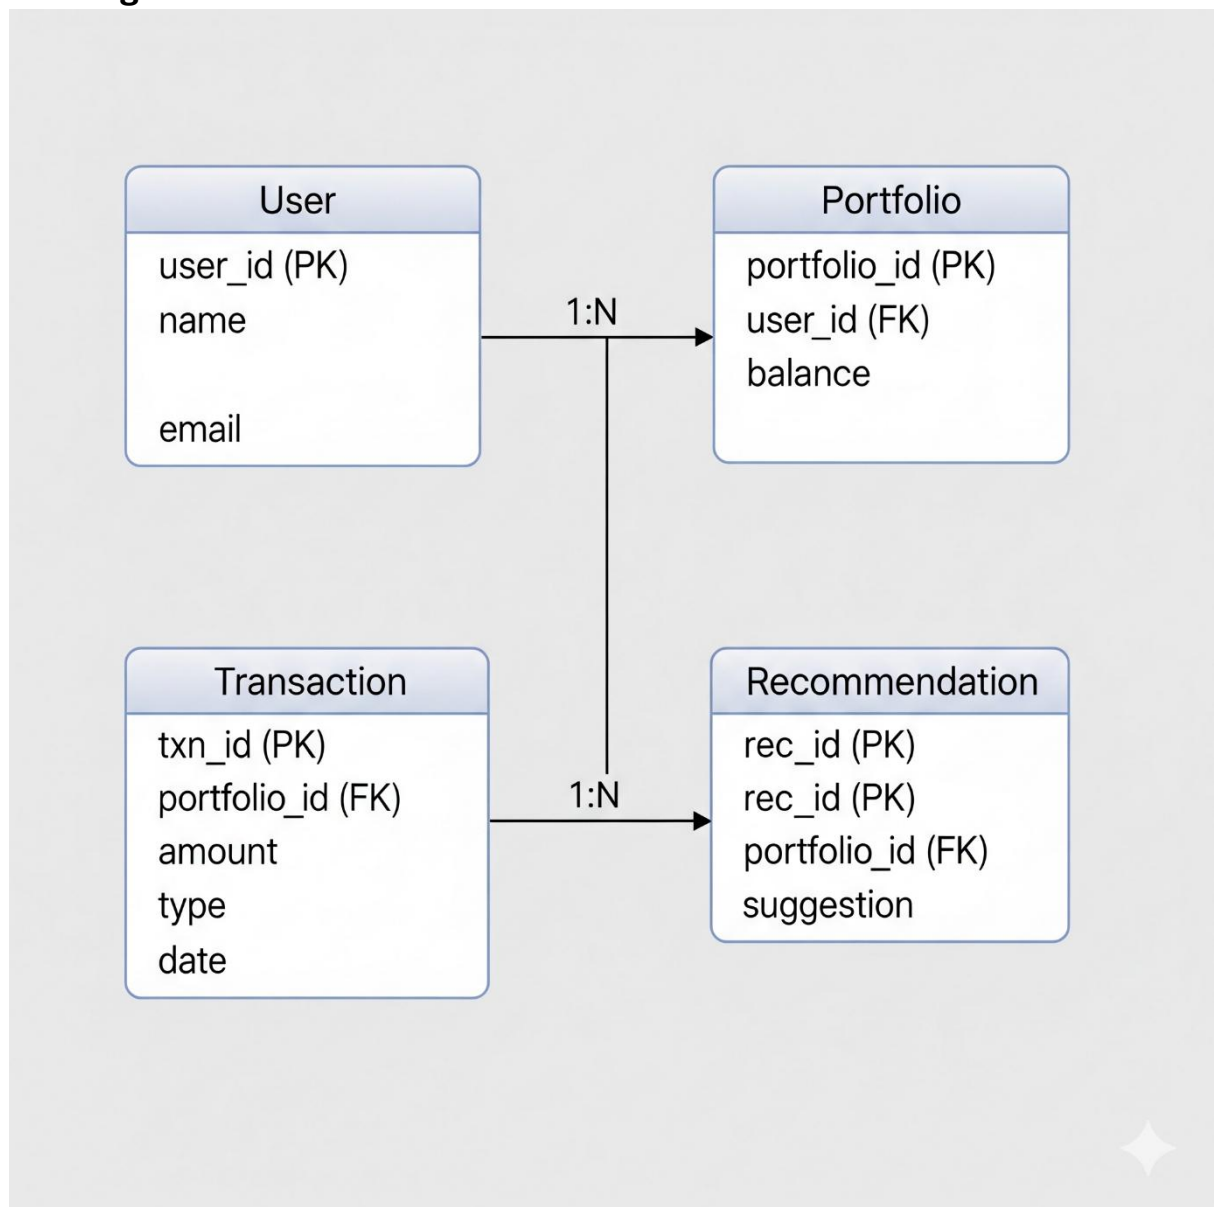 User
user_id (PK)
name
email
1:N
Portfolio
portfolio_id (PK)
user_id (FK)
balance
Transaction
txn_id (PK)
portfolio_id (FK)
amount
type
date
1:N
Recommendation
rec_id (PK)
rec_id (PK)
portfolio_id (FK)
suggestion